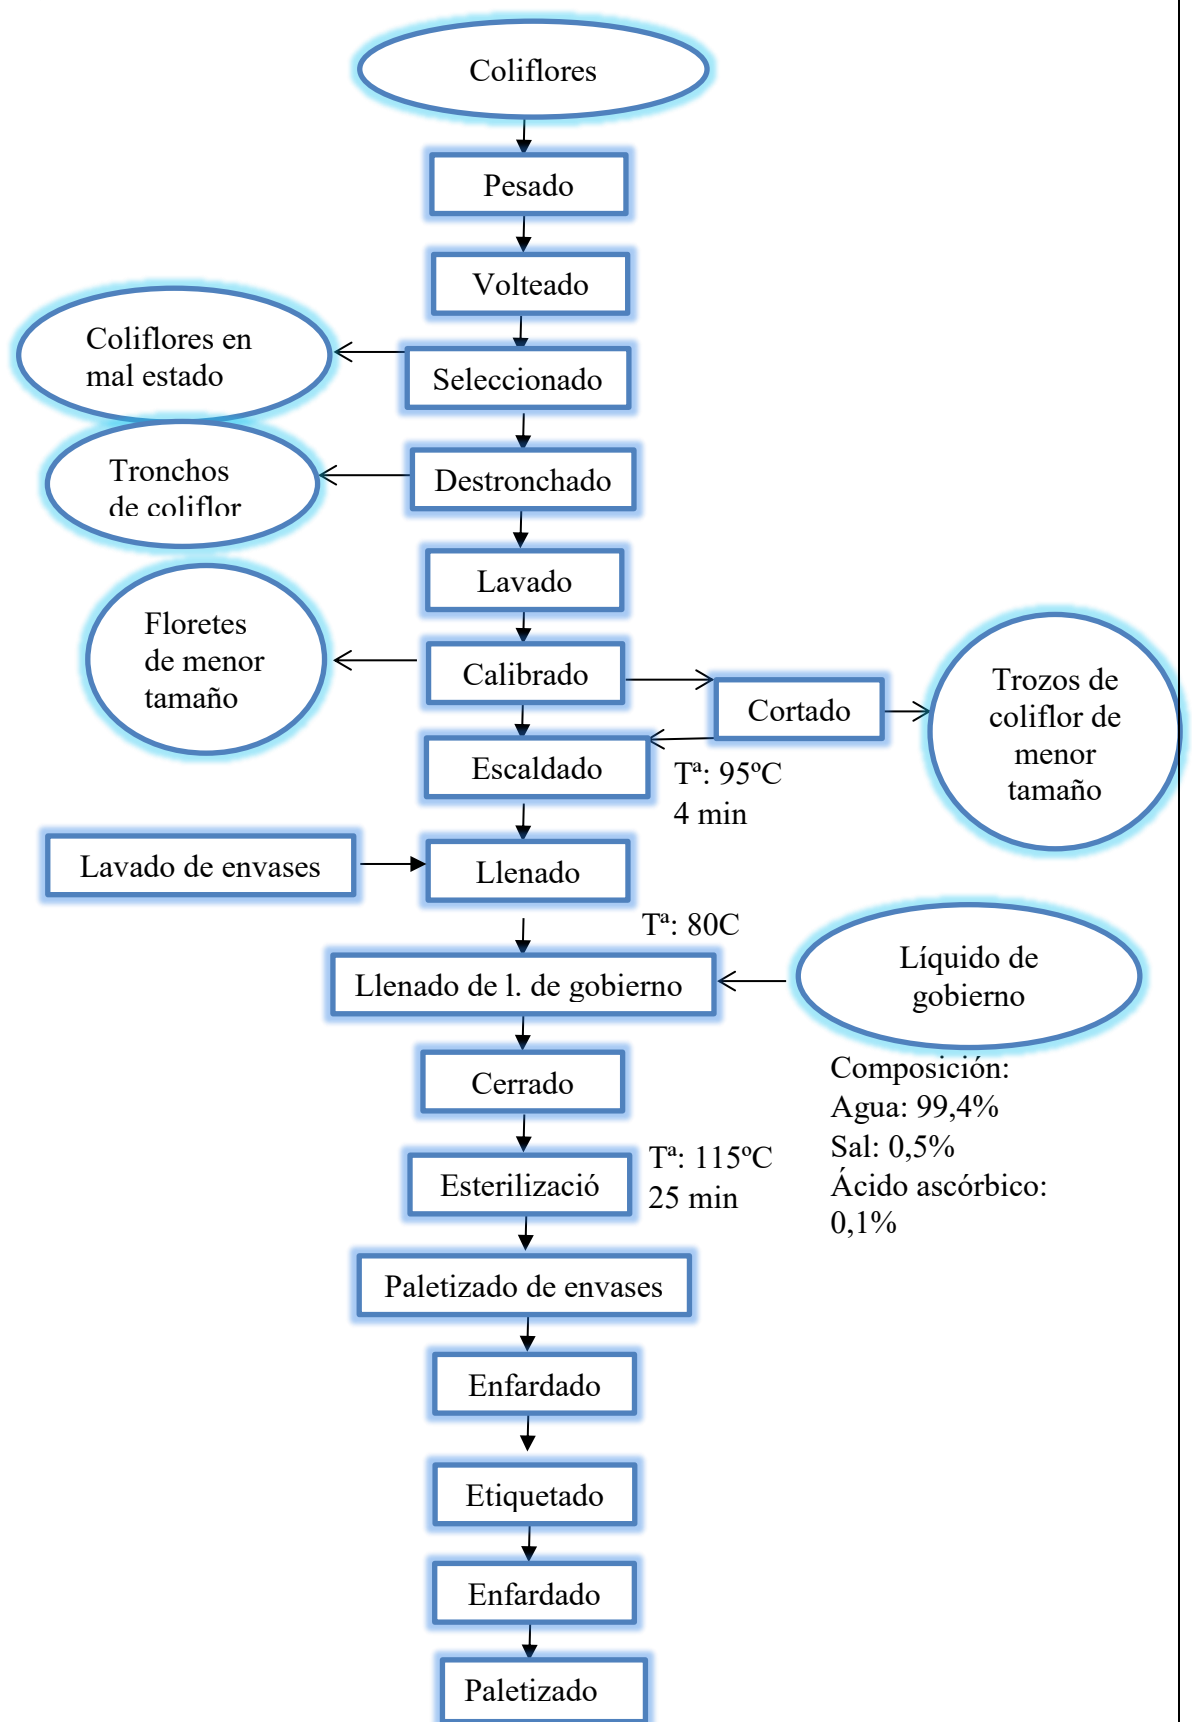 Coliflores
Pesado
Volteado
Coliflores en
mal estado
Seleccionado
Tronchos
de coliflor
Destronchado
Lavado
Floretes
de menor
tamaño
Calibrado
Cortado
Trozos de
coliflor de
menor
tamaño
Escaldado
Tª: 95ºC
4 min
Lavado de envases
Llenado
Tª: 80C
Llenado de l. de gobierno
Líquido de
gobierno
Composición:
Agua: 99,4%
Sal: 0,5%
Ácido ascórbico:
0,1%
Cerrado
Esterilizació
Tª: 115ºC
25 min
Paletizado de envases
Enfardado
Etiquetado
Enfardado
Paletizado